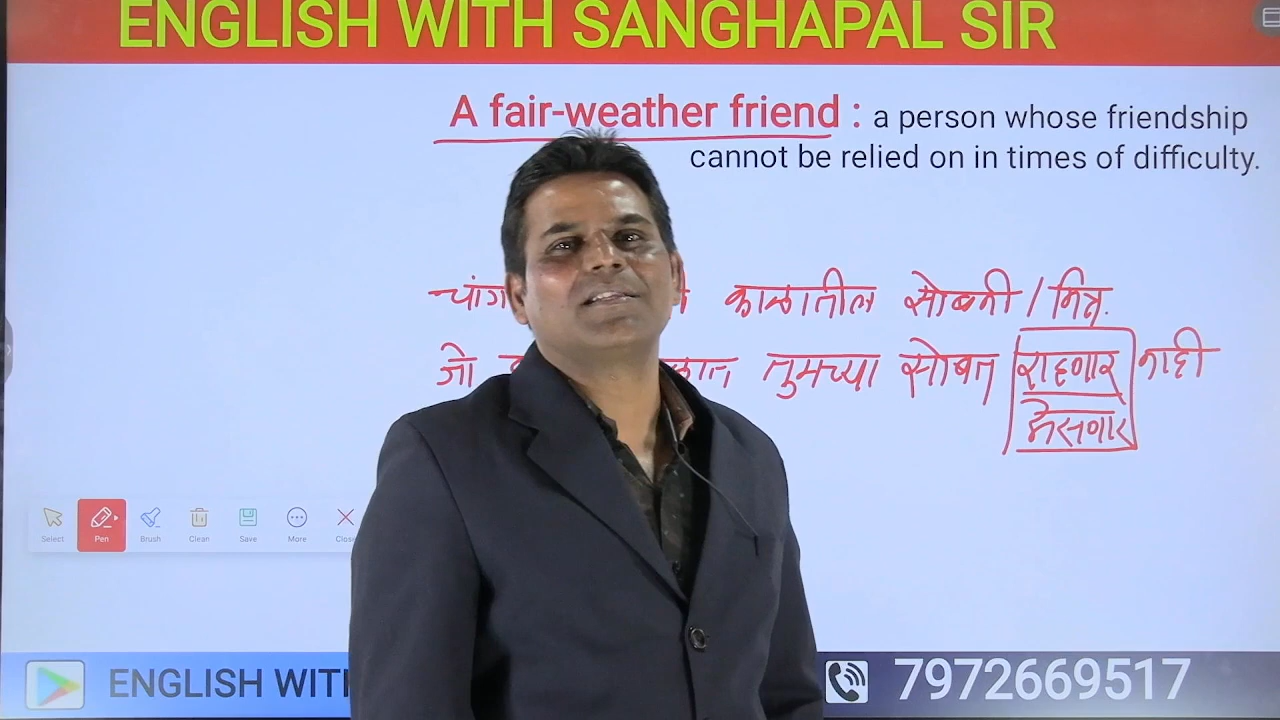 ENGLISH WITH SANGHAPAL SIR
A fair-weather friend : a person whose friendship
cannot be relied on in times of difficulty.
काळातील सोबती / मित्र.
जो तुमच्या सोबत राहणार नाही
नसणार
Select Pen Brush Clean Save More Close
ENGLISH WITH 7972669517